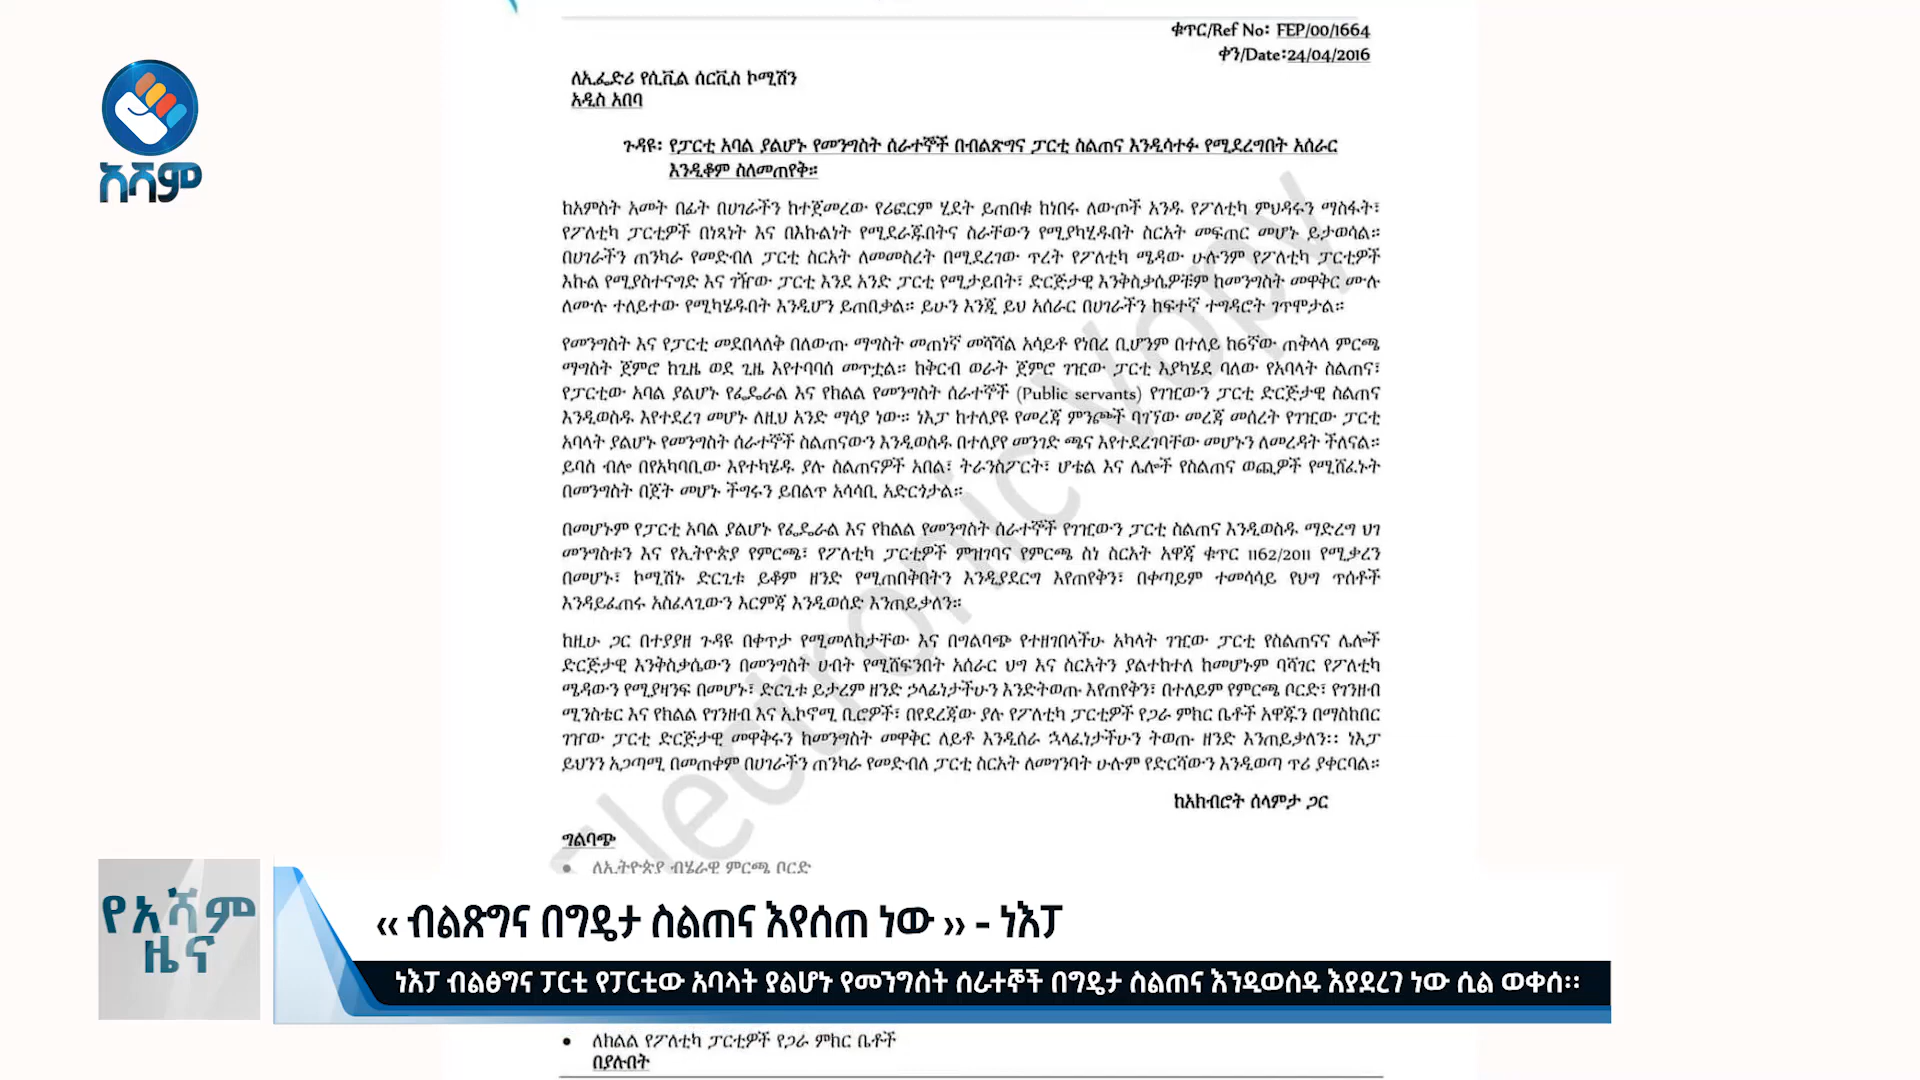 ቁጥር/Ref No፡ FEP/00/1664
ቀን/Date፡24/04/2016
ለኢፌድሪ የሲቪል ሰርቪስ ኮሚሽን
አዲስ አበባ
አሻም
ጉዳዩ፡ የፓርቲ አባል ያልሆኑ የመንግስት ሰራተኞች በብልጽግና ፓርቲ ስልጠና እንዲሳተፉ የሚደረግበት አሰራር
እንዲቆም ስለመጠየቅ።
ከአምስት አመት በፊት በሀገራችን ከተጀመረው የሪፎርም ሂደት ይጠበቁ ከነበሩ ለውጦች አንዱ የፖለቲካ ምህዳሩን ማስፋት፣
የፖለቲካ ፓርቲዎች በነጻነት እና በእኩልነት የሚደራጁበትና ስራቸውን የሚያካሂዱበት ስርአት መፍጠር መሆኑ ይታወሳል።
በሀገራችን ጠንካራ የመድብለ ፓርቲ ስርአት ለመመስረት በሚደረገው ጥረት የፖለቲካ ሜዳው ሁሉንም የፖለቲካ ፓርቲዎች
እኩል የሚያስተናግድ እና ገዥው ፓርቲ እንደ አንድ ፓርቲ የሚታይበት፣ ድርጅታዊ እንቅስቃሴዎቹም ከመንግስት መዋቅር ሙሉ
ለሙሉ ተለይተው የሚካሄዱበት እንዲሆን ይጠበቃል። ይሁን እንጂ ይህ አሰራር በሀገራችን ከፍተኛ ተግዳሮት ገጥሞታል።
የመንግስት እና የፓርቲ መደበላለቅ በለውጡ ማግስት መጠነኛ መሻሻል አሳይቶ የነበረ ቢሆንም በተለይ ከ6ኛው ጠቅላላ ምርጫ
ማግስት ጀምሮ ከጊዜ ወደ ጊዜ እየተባባሰ መጥቷል። ከቅርብ ወራት ጀምሮ ገዢው ፓርቲ እያካሄደ ባለው የአባላት ስልጠና፣
የፓርቲው አባል ያልሆኑ የፌዴራል እና የክልል የመንግስት ሰራተኞች (Public servants) የገዢውን ፓርቲ ድርጅታዊ ስልጠና
እንዲወስዱ እየተደረገ መሆኑ ለዚህ አንድ ማሳያ ነው። ነእፓ ከተለያዩ የመረጃ ምንጮች ባገኘው መረጃ መሰረት የገዢው ፓርቲ
አባላት ያልሆኑ የመንግስት ሰራተኞች ስልጠናውን እንዲወስዱ በተለያየ መንገድ ጫና እየተደረገባቸው መሆኑን ለመረዳት ችለናል።
ይባስ ብሎ በየአካባቢው እየተካሄዱ ያሉ ስልጠናዎች አበል፣ ትራንስፖርት፣ ሆቴል እና ሌሎች የስልጠና ወጪዎች የሚሸፈኑት
በመንግስት በጀት መሆኑ ችግሩን ይበልጥ አሳሳቢ አድርጎታል።
በመሆኑም የፓርቲ አባል ያልሆኑ የፌዴራል እና የክልል የመንግስት ሰራተኞች የገዢውን ፓርቲ ስልጠና እንዲወስዱ ማድረግ ህገ
መንግስቱን እና የኢትዮጵያ የምርጫ፣ የፖለቲካ ፓርቲዎች ምዝገባና የምርጫ ስነ ስርአት አዋጃ ቁጥር 1162/2011 የሚቃረን
በመሆኑ፣ ኮሚሽኑ ድርጊቱ ይቆም ዘንድ የሚጠበቅበትን እንዲያደርግ እየጠየቅን፣ በቀጣይም ተመሳሳይ የህግ ጥሰቶች
እንዳይፈጠሩ አስፈላጊውን እርምጃ እንዲወሰድ እንጠይቃለን።
ከዚሁ ጋር በተያያዘ ጉዳዩ በቀጥታ የሚመለከታቸው እና በግልባጭ የተዘገበላችሁ አካላት ገዢው ፓርቲ የስልጠናና ሌሎች
ድርጅታዊ እንቅስቃሴውን በመንግስት ሀብት የሚሸፍንበት አሰራር ህግ እና ስርአትን ያልተከተለ ከመሆኑም ባሻገር የፖለቲካ
ሜዳውን የሚያዛንፍ በመሆኑ፣ ድርጊቱ ይታረም ዘንድ ኃላፊነታችሁን እንድትወጡ እየጠየቅን፣ በተለይም የምርጫ ቦርድ፣ የገንዘብ
ሚንስቴር እና የክልል የገንዘብ እና ኢኮኖሚ ቢሮዎች፣ በየደረጃው ያሉ የፖለቲካ ፓርቲዎች የጋራ ምክር ቤቶች አዋጁን በማስከበር
ገዢው ፓርቲ ድርጅታዊ መዋቅሩን ከመንግስት መዋቅር ለይቶ እንዲሰራ ኋላፊነታችሁን ትወጡ ዘንድ እንጠይቃለን፡፡ ነእፓ
ይህንን አጋጣሚ በመጠቀም በሀገራችን ጠንካራ የመድብለ ፓርቲ ስርአት ለመገንባት ሁሉም የድርሻውን እንዲወጣ ጥሪ ያቀርባል።
ከአክብሮት ሰላምታ ጋር
ግልባጭ
• ለኢትዮጵያ ብሄራዊ ምርጫ ቦርድ
የአሻም
ዜና
‹‹ ብልጽግና በግዴታ ስልጠና እየሰጠ ነው ›› - ነእፓ
ነእፓ ብልፅግና ፓርቲ የፓርቲው አባላት ያልሆኑ የመንግስት ሰራተኞች በግዴታ ስልጠና እንዲወስዱ እያደረገ ነው ሲል ወቀሰ፡፡
• ለክልል የፖለቲካ ፓርቲዎች የጋራ ምክር ቤቶች
በያሉበት
Electronic Copy